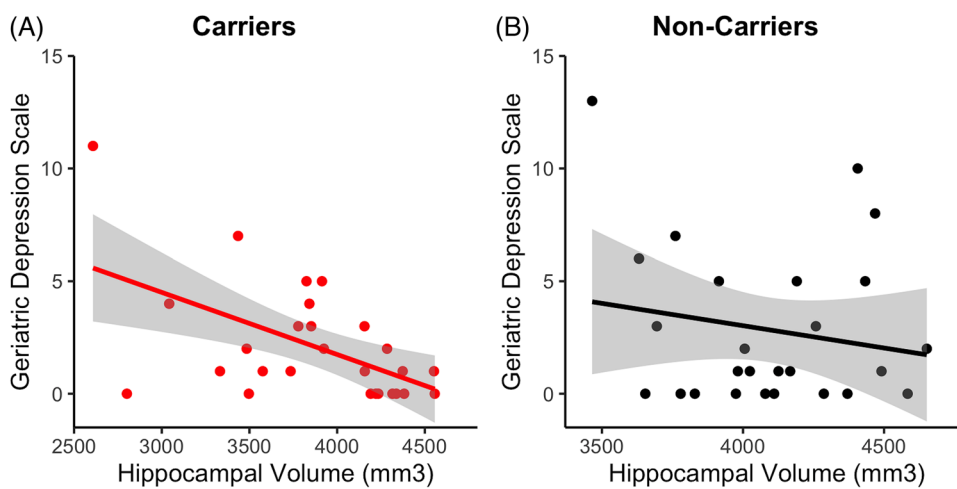 (A)
Carriers
15
10
5
0
Geriatric Depression Scale
2500 3000 3500 4000 4500
Hippocampal Volume (mm3)
(B)
Non-Carriers
15
10
5
0
Geriatric Depression Scale
3500 4000 4500
Hippocampal Volume (mm3)